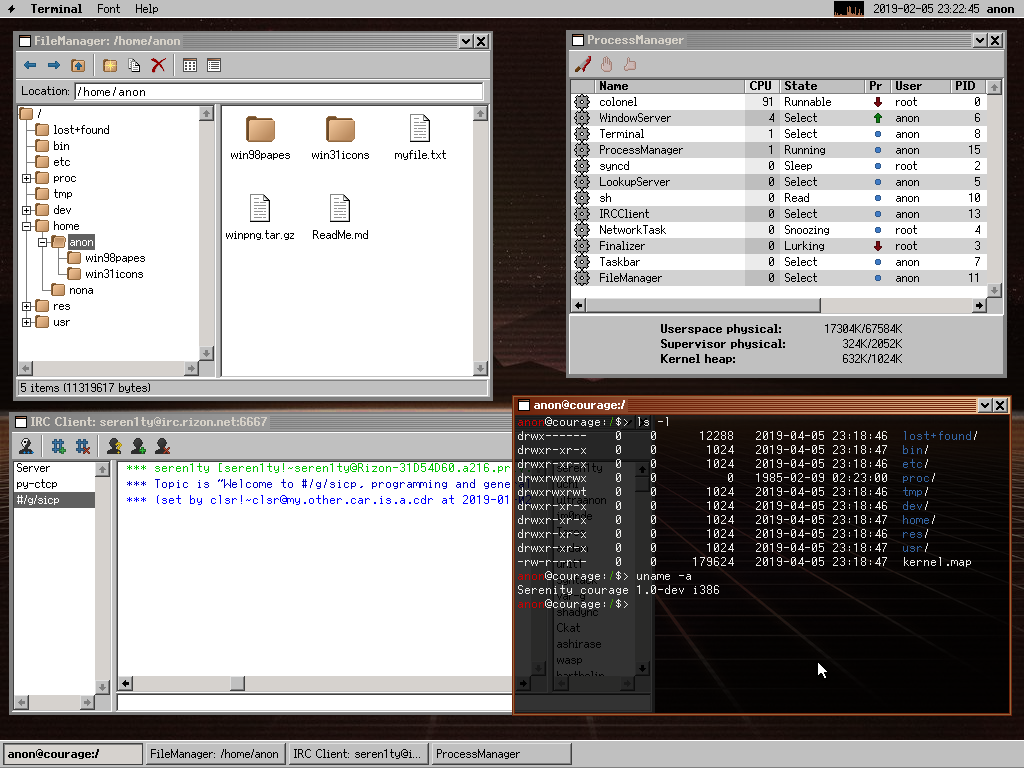 Terminal Font Help 2019-02-05 23:22:45 anon
FileManager: /home/anon
Location: /home/anon
/
lost+found
bin
etc
proc
tmp
dev
home
anon
win98papes
win31icons
nona
res
usr
win98papes win31icons myfile.txt
winpng.tar.gz ReadMe.md
5 items (11319617 bytes)
ProcessManager
Name CPU State Pr User PID
colonel 91 Runnable root 0
WindowServer 4 Select anon 6
Terminal 1 Select anon 8
ProcessManager 1 Running anon 15
syncd 0 Sleep root 2
LookupServer 0 Select anon 5
sh 0 Read anon 10
IRCClient 0 Select anon 13
NetworkTask 0 Snoozing root 4
Finalizer 0 Lurking root 3
Taskbar 0 Select anon 7
FileManager 0 Select anon 11
Userspace physical: 17304K/67584K
Supervisor physical: 324K/2052K
Kernel heap: 632K/1024K
IRC Client: seren1ty@irc.rizon.net:6667
Server
py-ctcp
#/g/sicp
*** seren1ty [seren1ty!~seren1ty@Rizon-31D54D60.a216.pr
*** Topic is "Welcome to #/g/sicp, programming and gene
*** (set by clsr!~clsr@my.other.car.is.a.cdr at 2019-01
anon@courage:/
anon@courage:/$> ls -l
drwx------ 0 0 12288 2019-04-05 23:18:46 lost+found/
drwxr-xr-x 0 0 1024 2019-04-05 23:18:46 bin/
drwxr-xr-x 0 0 1024 2019-04-05 23:18:46 etc/
drwxrwxrwx 0 0 0 1985-02-09 02:23:00 proc/
drwxrwxrwt 0 0 1024 2019-04-05 23:18:46 tmp/
drwxr-xr-x 0 0 1024 2019-04-05 23:18:46 dev/
drwxr-xr-x 0 0 1024 2019-04-05 23:18:47 home/
drwxr-xr-x 0 0 1024 2019-04-05 23:18:47 res/
drwxr-xr-x 0 0 1024 2019-04-05 23:18:47 usr/
-rw-r--r-- 0 0 179624 2019-04-05 23:18:47 kernel.map
anon@courage:/$> uname -a
Serenity courage 1.0-dev i386
anon@courage:/$>
shadync
Ckat
ashirase
wasp
anon@courage:/ FileManager: /home/anon IRC Client: seren1ty@i... ProcessManager